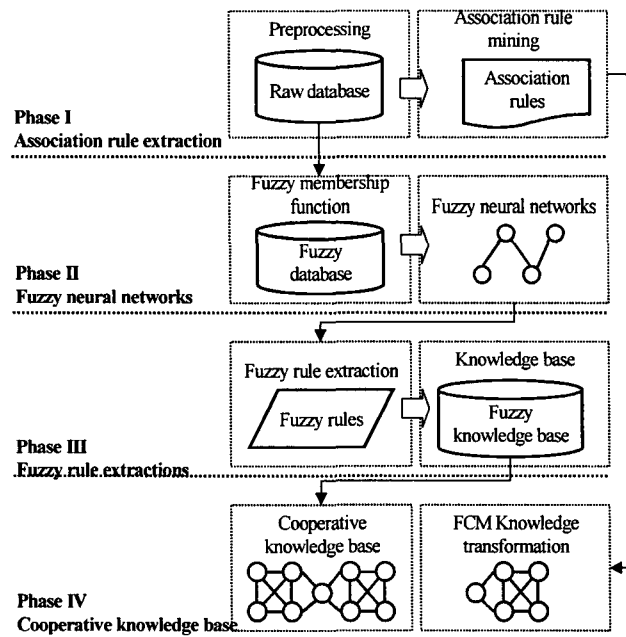 Preprocessing
Raw database
Association rule
mining
Association
rules
Phase I
Association rule extraction
Fuzzy membership
function
Fuzzy
database
Fuzzy neural networks
Phase II
Fuzzy neural networks
Fuzzy rule extraction
Fuzzy rules
Knowledge base
Fuzzy
knowledge base
Phase III
Fuzzy rule extractions
Cooperative
knowledge base
FCM Knowledge
transformation
Phase IV
Cooperative knowledge base